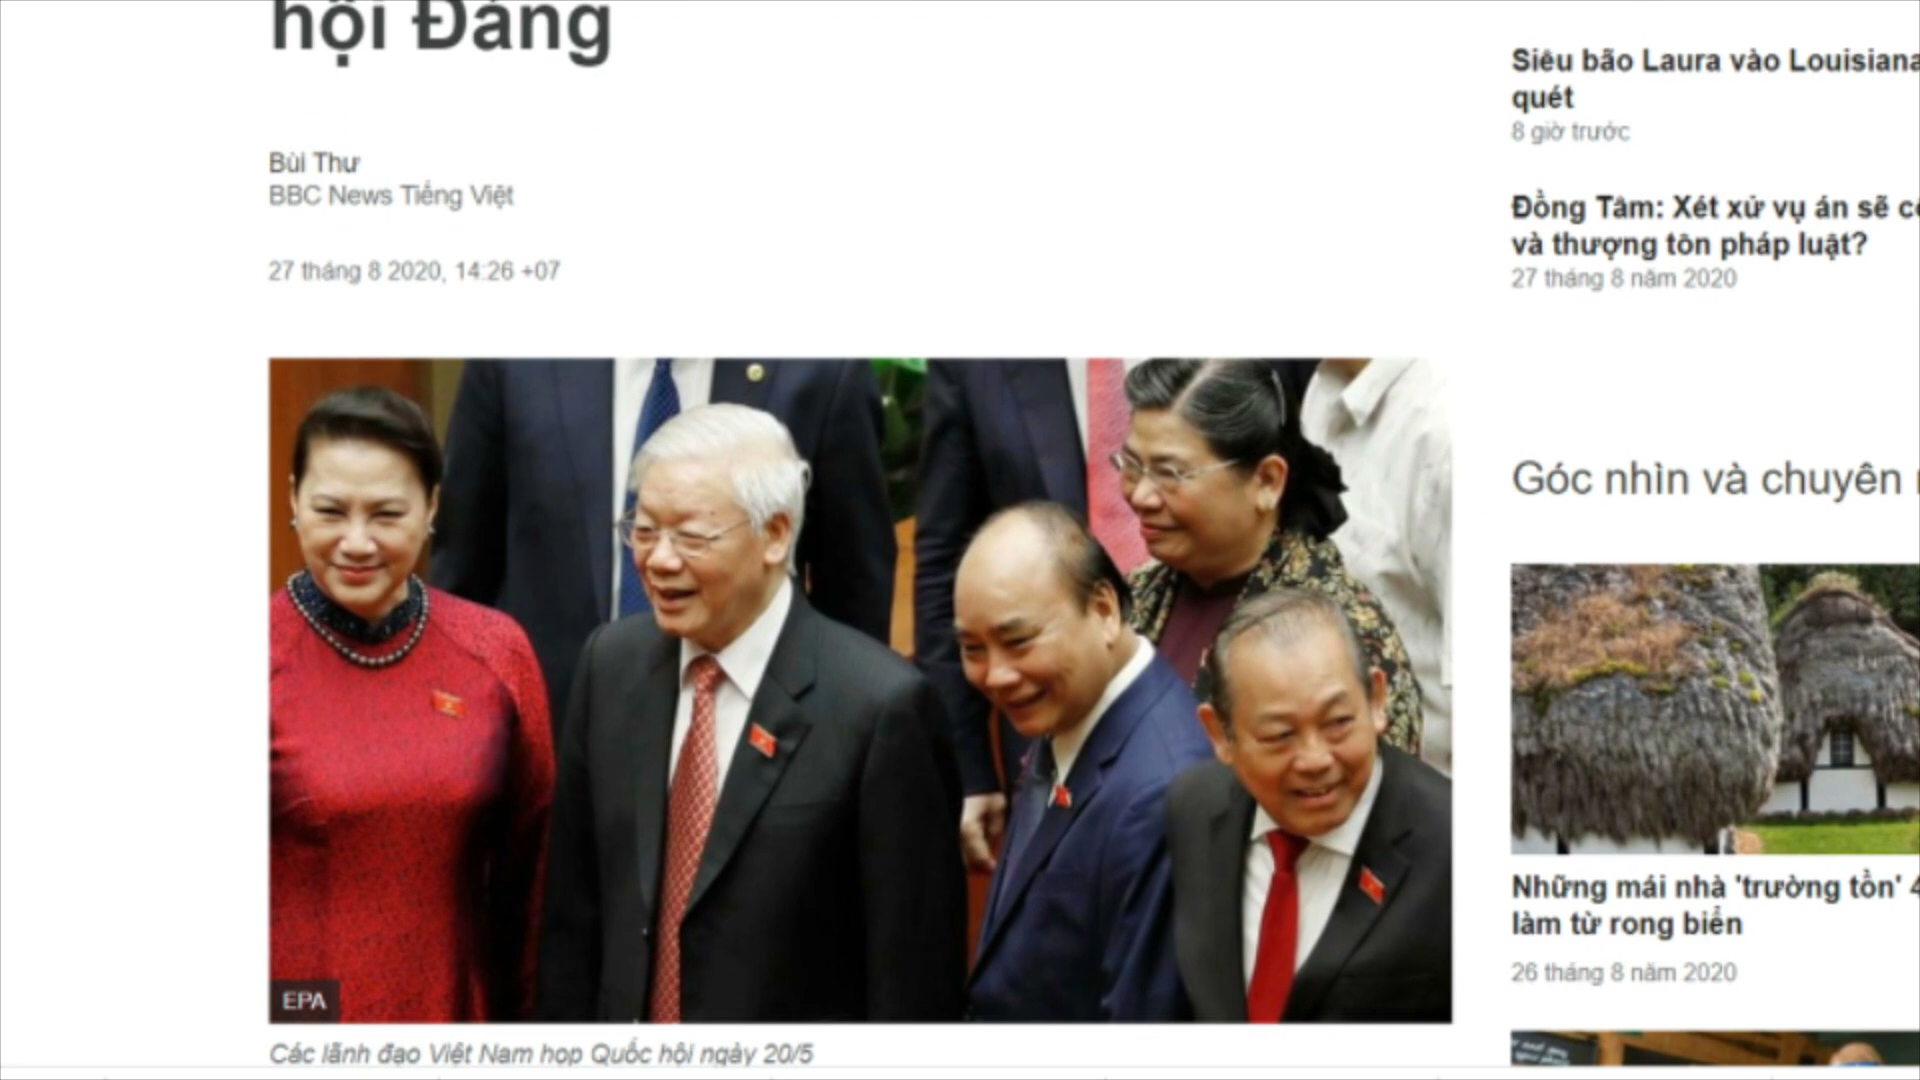 hội Đảng
Bùi Thư
BBC News Tiếng Việt
27 tháng 8 2020, 14:26 +07
EPA
Các lãnh đạo Việt Nam họp Quốc hội ngày 20/5
Siêu bão Laura vào Louisiana
quét
8 giờ trước
Đồng Tâm: Xét xử vụ án sẽ
và thượng tôn pháp luật?
27 tháng 8 năm 2020
Góc nhìn và chuyên
Những mái nhà 'trường tồn' 4
làm từ rong biển
26 tháng 8 năm 2020